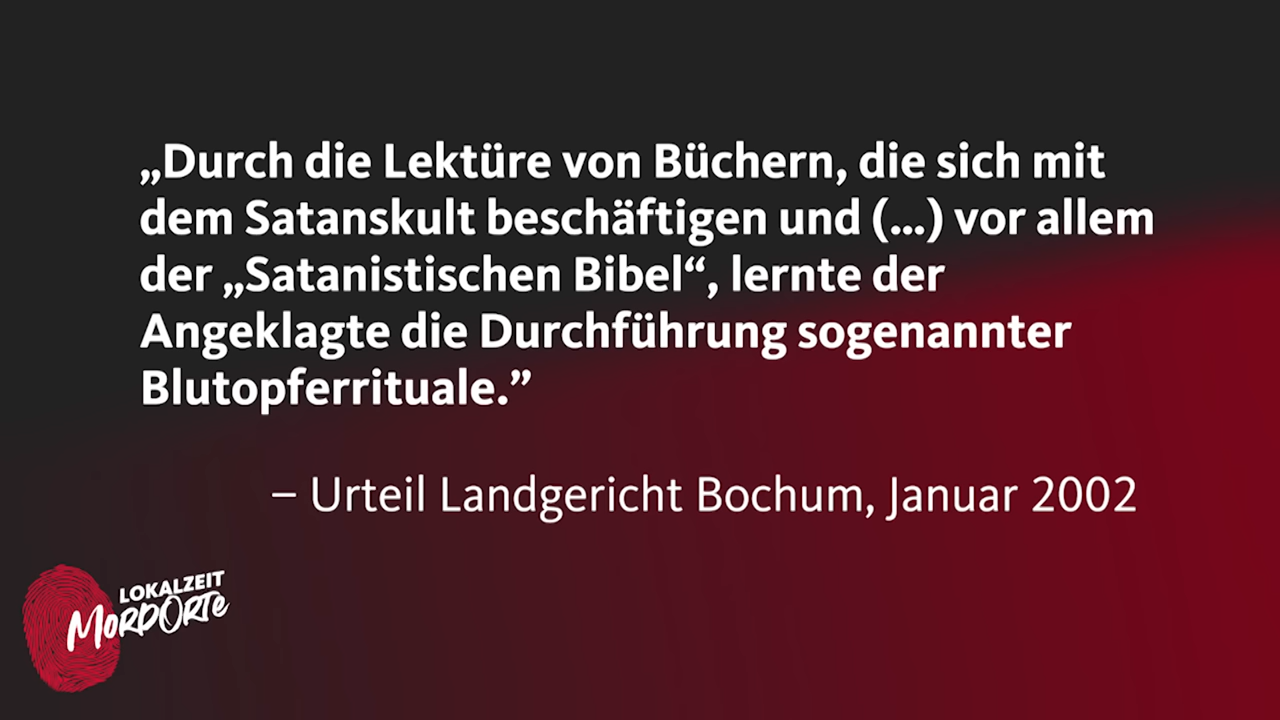 „Durch die Lektüre von Büchern, die sich mit
dem Satanskult beschäftigen und (...) vor allem
der „Satanistischen Bibel“, lernte der
Angeklagte die Durchführung sogenannter
Blutopferrituale.”
– Urteil Landgericht Bochum, Januar 2002
LOKALZEIT
MORDORTE